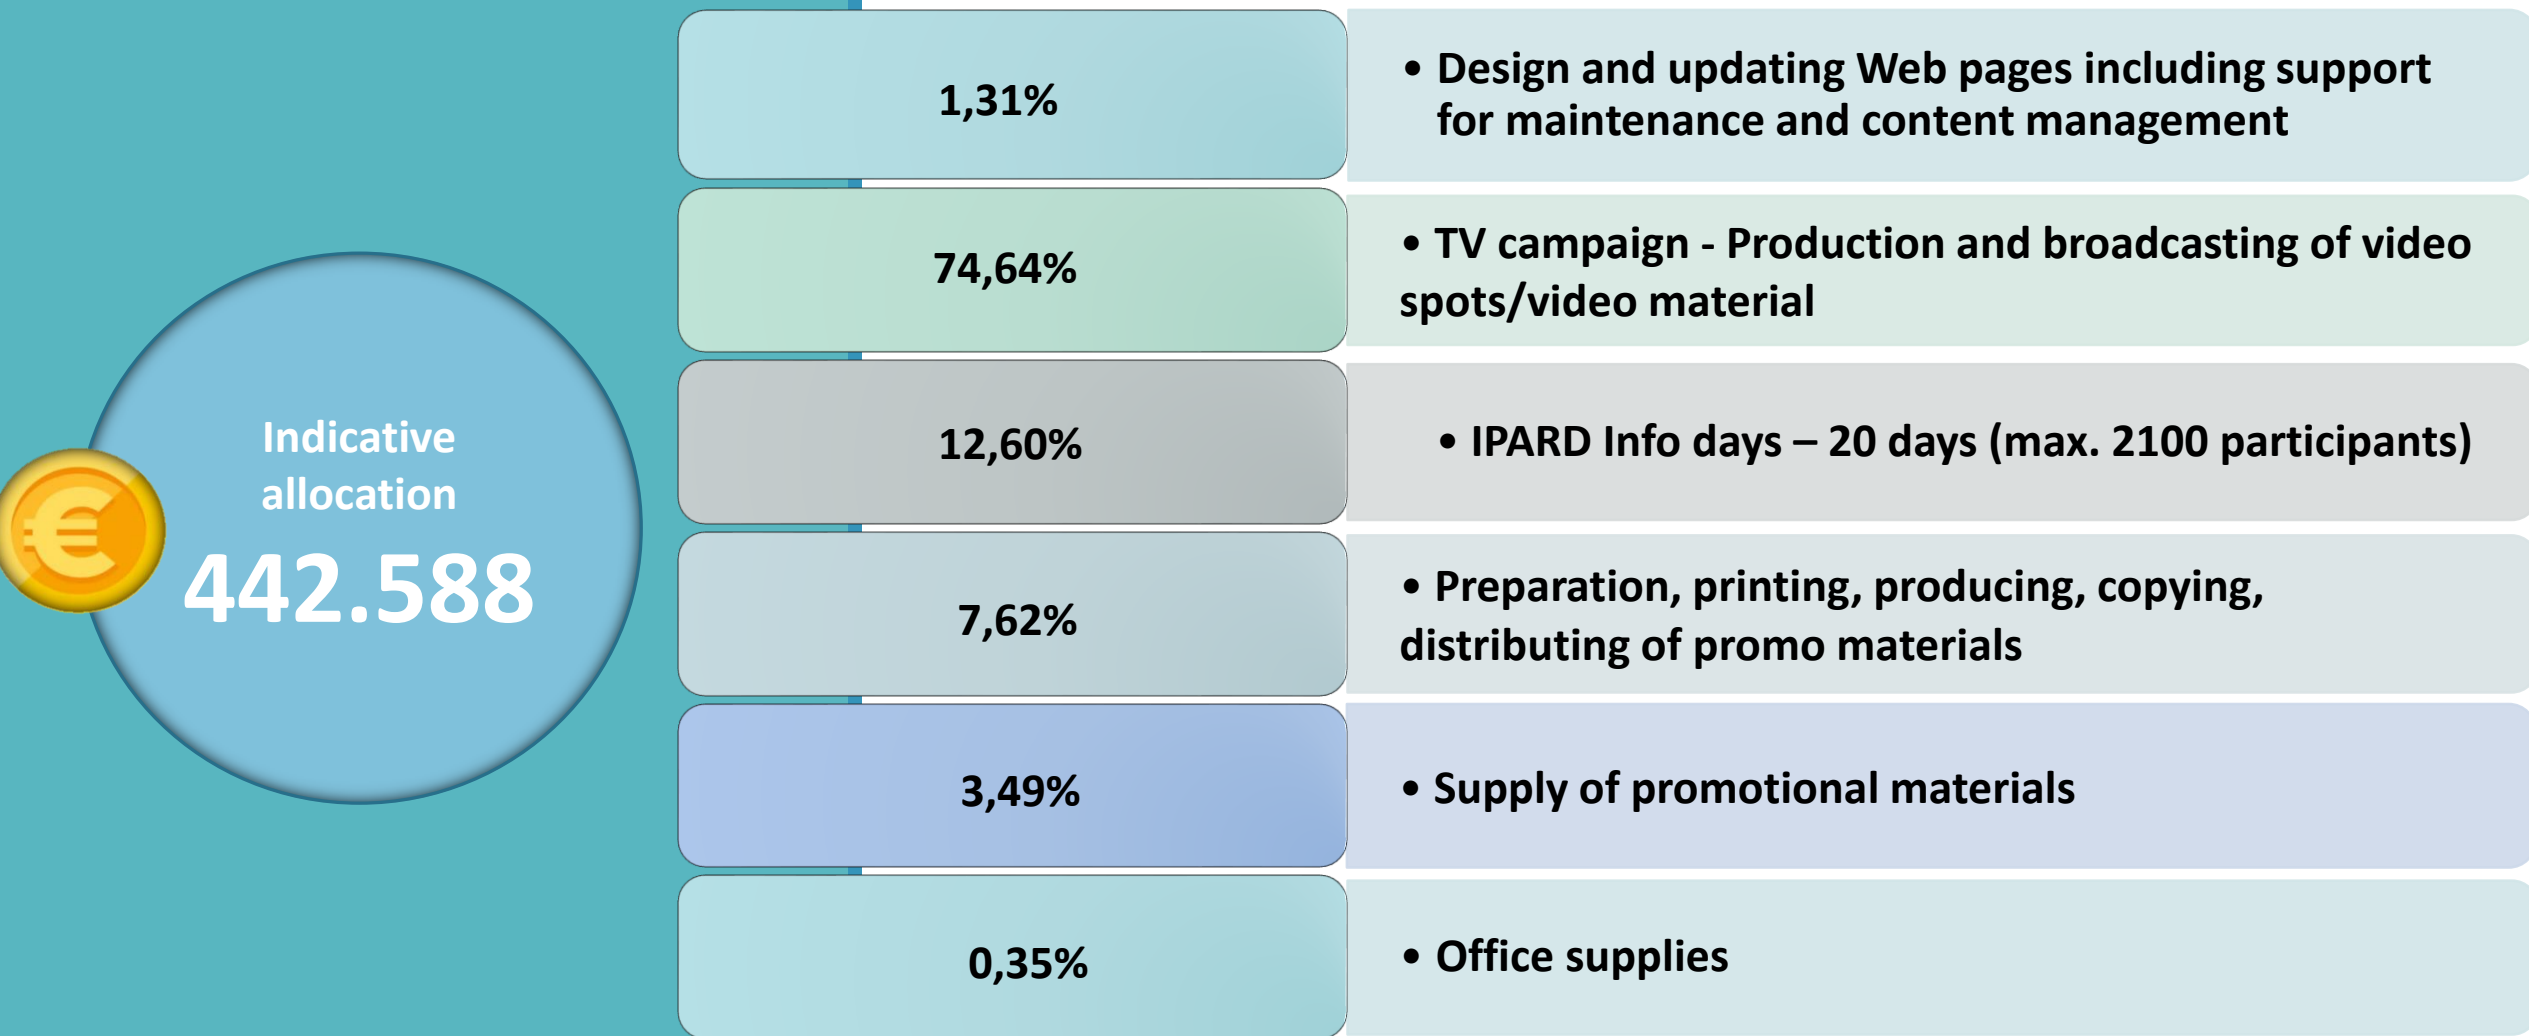 Indicative
allocation
€
442.588
1,31%
• Design and updating Web pages including support
for maintenance and content management
74,64%
• TV campaign - Production and broadcasting of video
spots/video material
12,60%
• IPARD Info days – 20 days (max. 2100 participants)
7,62%
• Preparation, printing, producing, copying,
distributing of promo materials
3,49%
• Supply of promotional materials
0,35%
• Office supplies